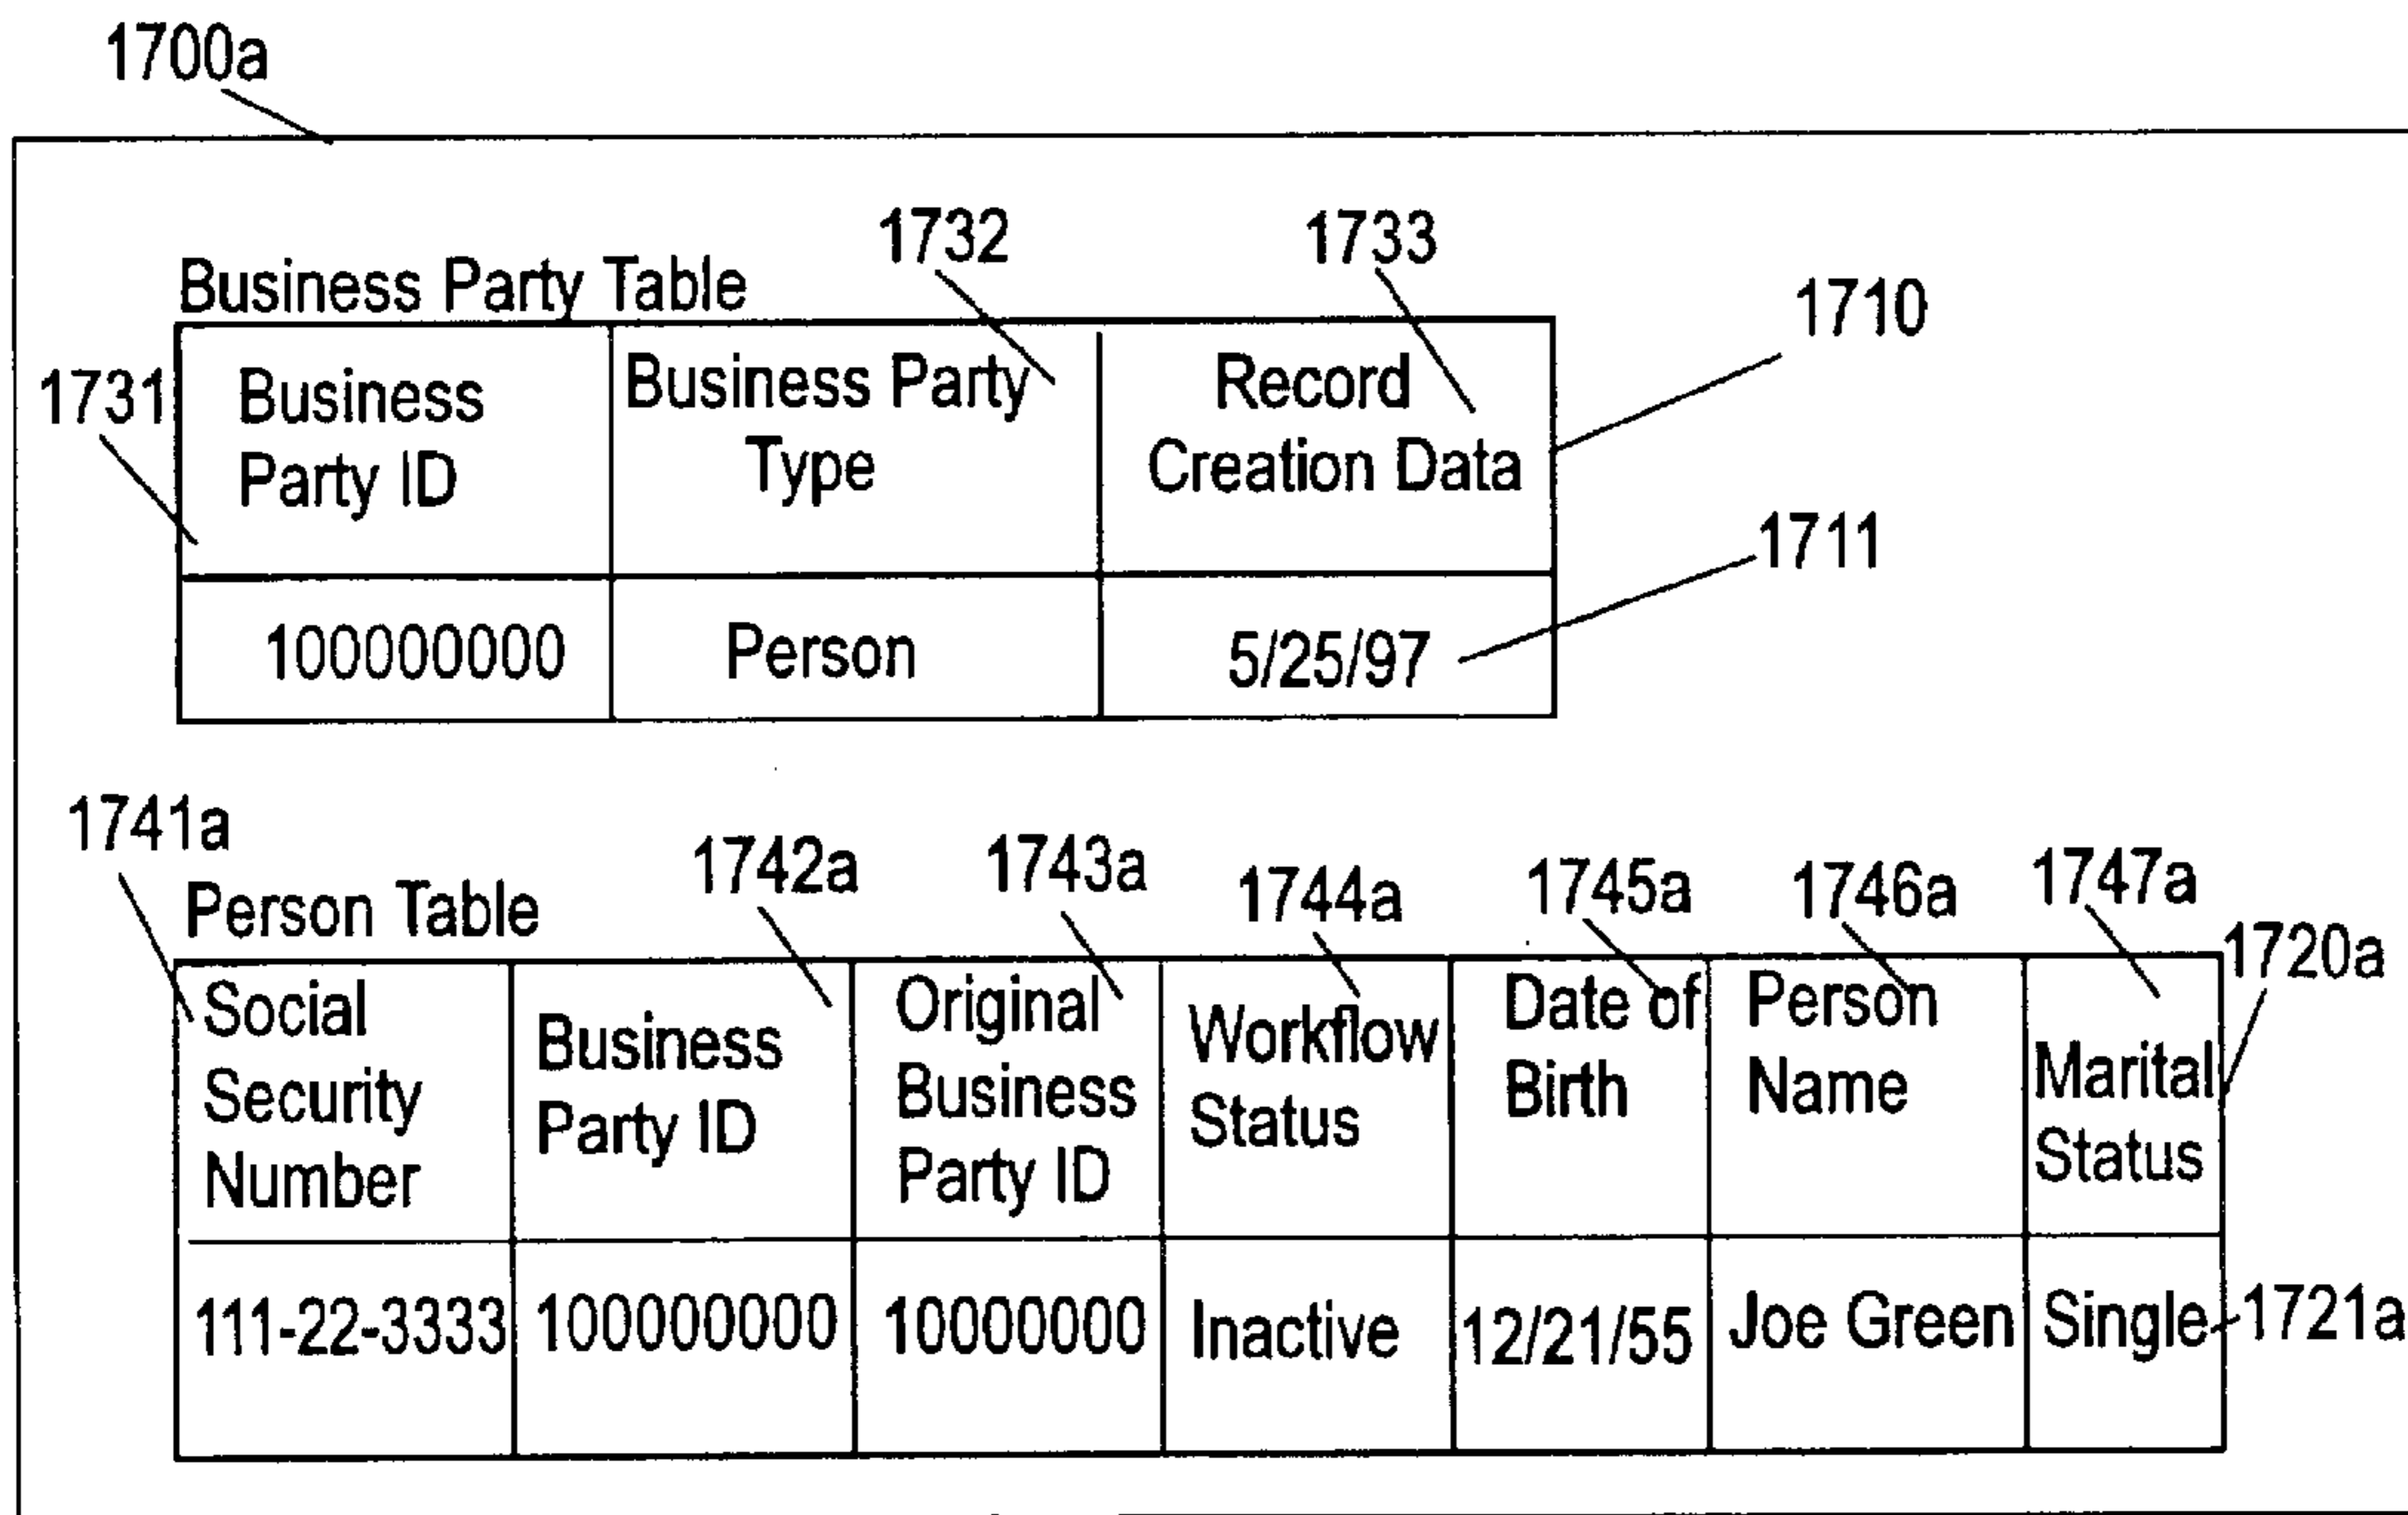 1700a
1732
1733
Business Party Table
1710
1731
Business Party ID
Business Party Type
Record Creation Data
1711
100000000
Person
5/25/97
1741a
1742a
1743a
1744a
1745a
1746a
1747a
Person Table
1720a
Social Security Number
Business Party ID
Original Business Party ID
Workflow Status
Date of Birth
Person Name
Marital Status
111-22-3333
100000000
10000000
Inactive
12/21/55
Joe Green
Single
1721a